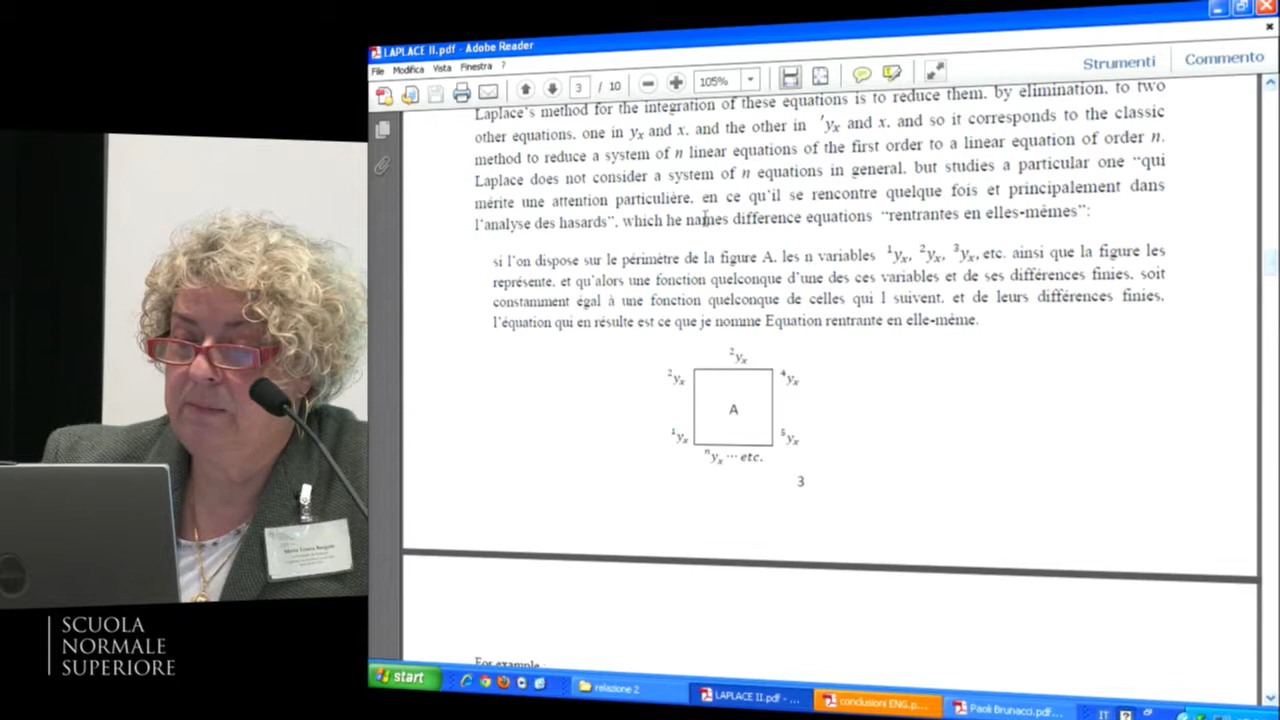 LAPLACE II.pdf - Adobe Reader
File Modifica Vista Finestra ?
3 / 10 105% Strumenti Commento
Laplace's method for the integration of these equations is to reduce them, by elimination, to two
other equations, one in yx and x, and the other in 'yx and x, and so it corresponds to the classic
method to reduce a system of n linear equations of the first order to a linear equation of order n.
Laplace does not consider a system of n equations in general, but studies a particular one “qui
mérite une attention particulière, en ce qu'il se rencontre quelque fois et principalement dans
l'analyse des hasards”, which he names difference equations “rentrantes en elles-mêmes”:
si l'on dispose sur le périmètre de la figure A, les n variables ¹yx, ²yx, ³yx, etc. ainsi que la figure les
représente, et qu'alors une fonction quelconque d'une des ces variables et de ses différences finies, soit
constamment égal à une fonction quelconque de celles qui l suivent, et de leurs différences finies,
l'équation qui en résulte est ce que je nomme Equation rentrante en elle-même.
²yx
²yx ⁴yx
A
¹yx ⁵yx
ⁿyx ... etc.
3
For example :
SCUOLA
NORMALE
SUPERIORE
start relazione 2 LAPLACE II.pdf - ... conclusioni ENG.p... Paoli Brunacci.pdf... IT